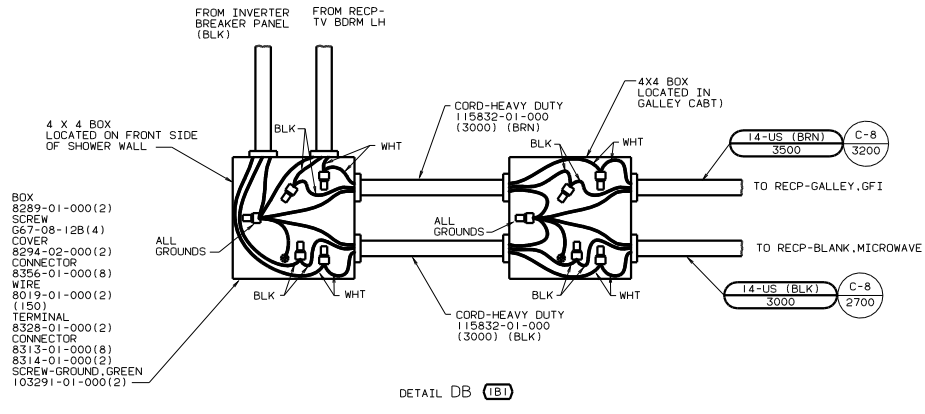 FROM INVERTER
BREAKER PANEL
(BLK)
FROM RECP-
TV BDRM LH
4 X 4 BOX
LOCATED ON FRONT SIDE
OF SHOWER WALL
BLK
WHT
CORD-HEAVY DUTY
115832-01-000
(3000) (BRN)
4X4 BOX
LOCATED IN
GALLEY CABT)
BLK
WHT
14-US (BRN)
3500
C-8
3200
TO RECP-GALLEY,GFI
BOX
8289-01-000(2)
SCREW
G67-08-12B(4)
COVER
8294-02-000(2)
CONNECTOR
8356-01-000(8)
WIRE
8019-01-000(2)
(150)
TERMINAL
8328-01-000(2)
CONNECTOR
8313-01-000(8)
8314-01-000(2)
SCREW-GROUND,GREEN
103291-01-000(2)
ALL
GROUNDS
ALL
GROUNDS
TO RECP-BLANK,MICROWAVE
BLK
WHT
BLK
WHT
14-US (BLK)
3000
C-8
2700
CORD-HEAVY DUTY
115832-01-000
(3000) (BLK)
DETAIL DB 1B1